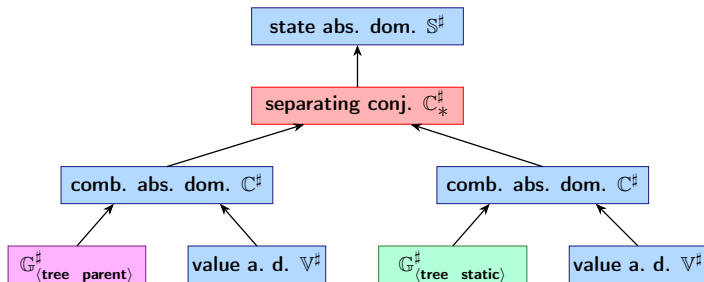 state abs. dom. 𝕊♯
separating conj. ℂ∗♯
comb. abs. dom. ℂ♯
comb. abs. dom. ℂ♯
𝔾♯⟨tree parent⟩
value a. d. 𝕍♯
𝔾♯⟨tree static⟩
value a. d. 𝕍♯